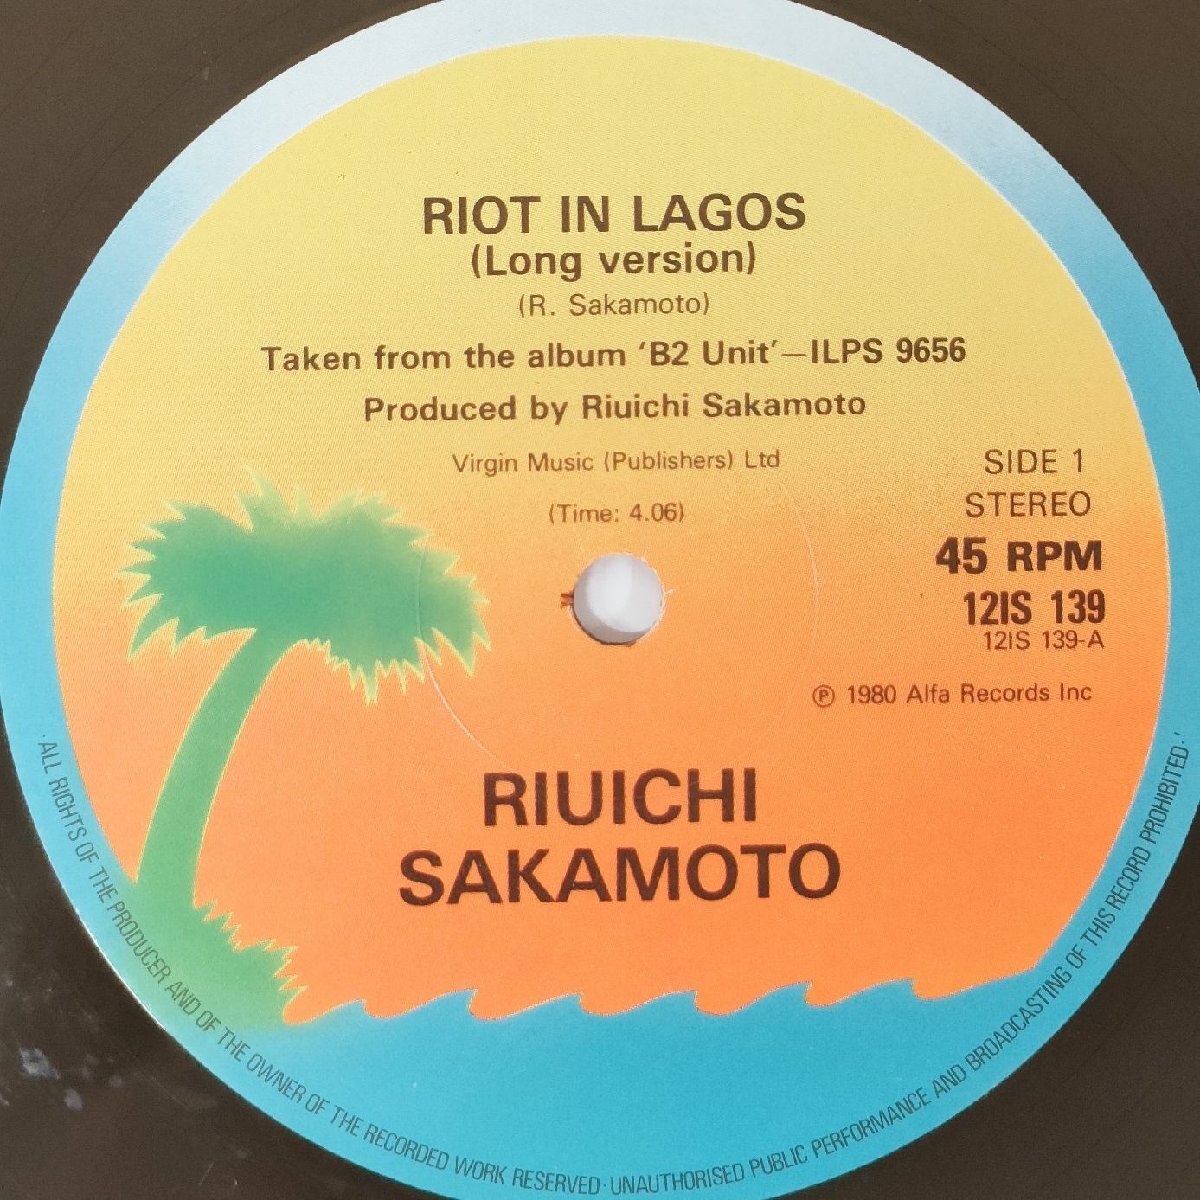 RIOT IN LAGOS
(Long version)
(R. Sakamoto)
Taken from the album ‘B2 Unit’—ILPS 9656
Produced by Riuichi Sakamoto
Virgin Music (Publishers) Ltd
(Time: 4.06)
SIDE 1
STEREO
45 RPM
12IS 139
12IS 139-A
℗ 1980 Alfa Records Inc
RIUICHI
SAKAMOTO
·ALL RIGHTS OF THE PRODUCER AND OF THE OWNER OF THE RECORDED WORK RESERVED·UNAUTHORISED PUBLIC PERFORMANCE AND BROADCASTING OF THIS RECORD PROHIBITED·